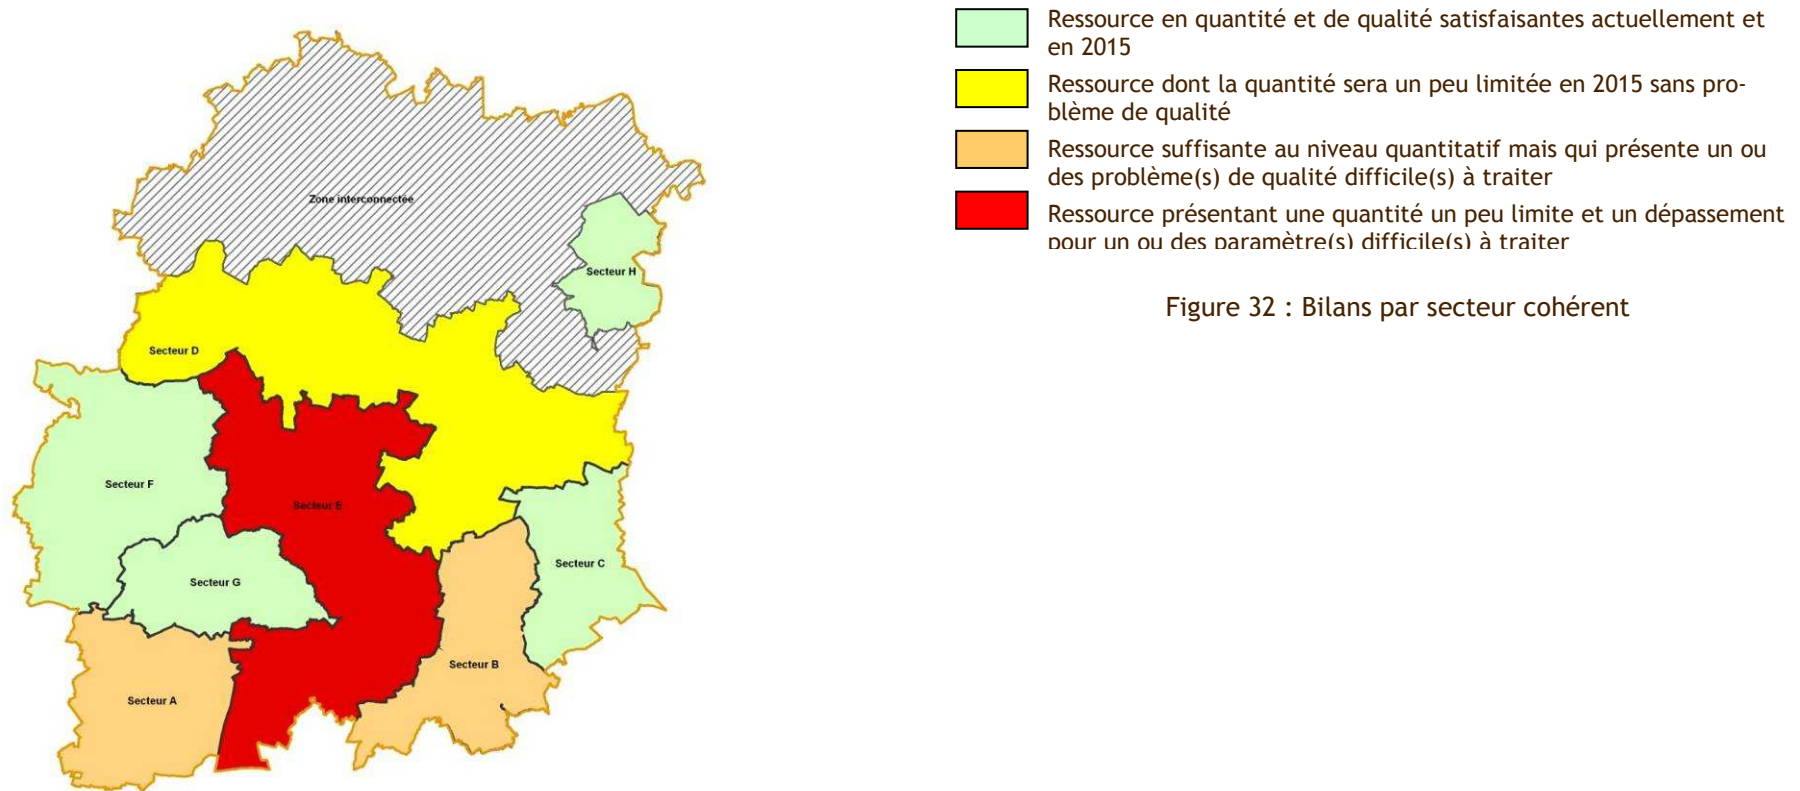 Ressource en quantité et de qualité satisfaisantes actuellement et
en 2015
Ressource dont la quantité sera un peu limitée en 2015 sans pro-
blème de qualité
Ressource suffisante au niveau quantitatif mais qui présente un ou
des problème(s) de qualité difficile(s) à traiter
Ressource présentant une quantité un peu limite et un dépassement
pour un ou des paramètre(s) difficile(s) à traiter
Figure 32 : Bilans par secteur cohérent
Zone interconnectée
Secteur H
Secteur D
Secteur F
Secteur E
Secteur C
Secteur G
Secteur B
Secteur A